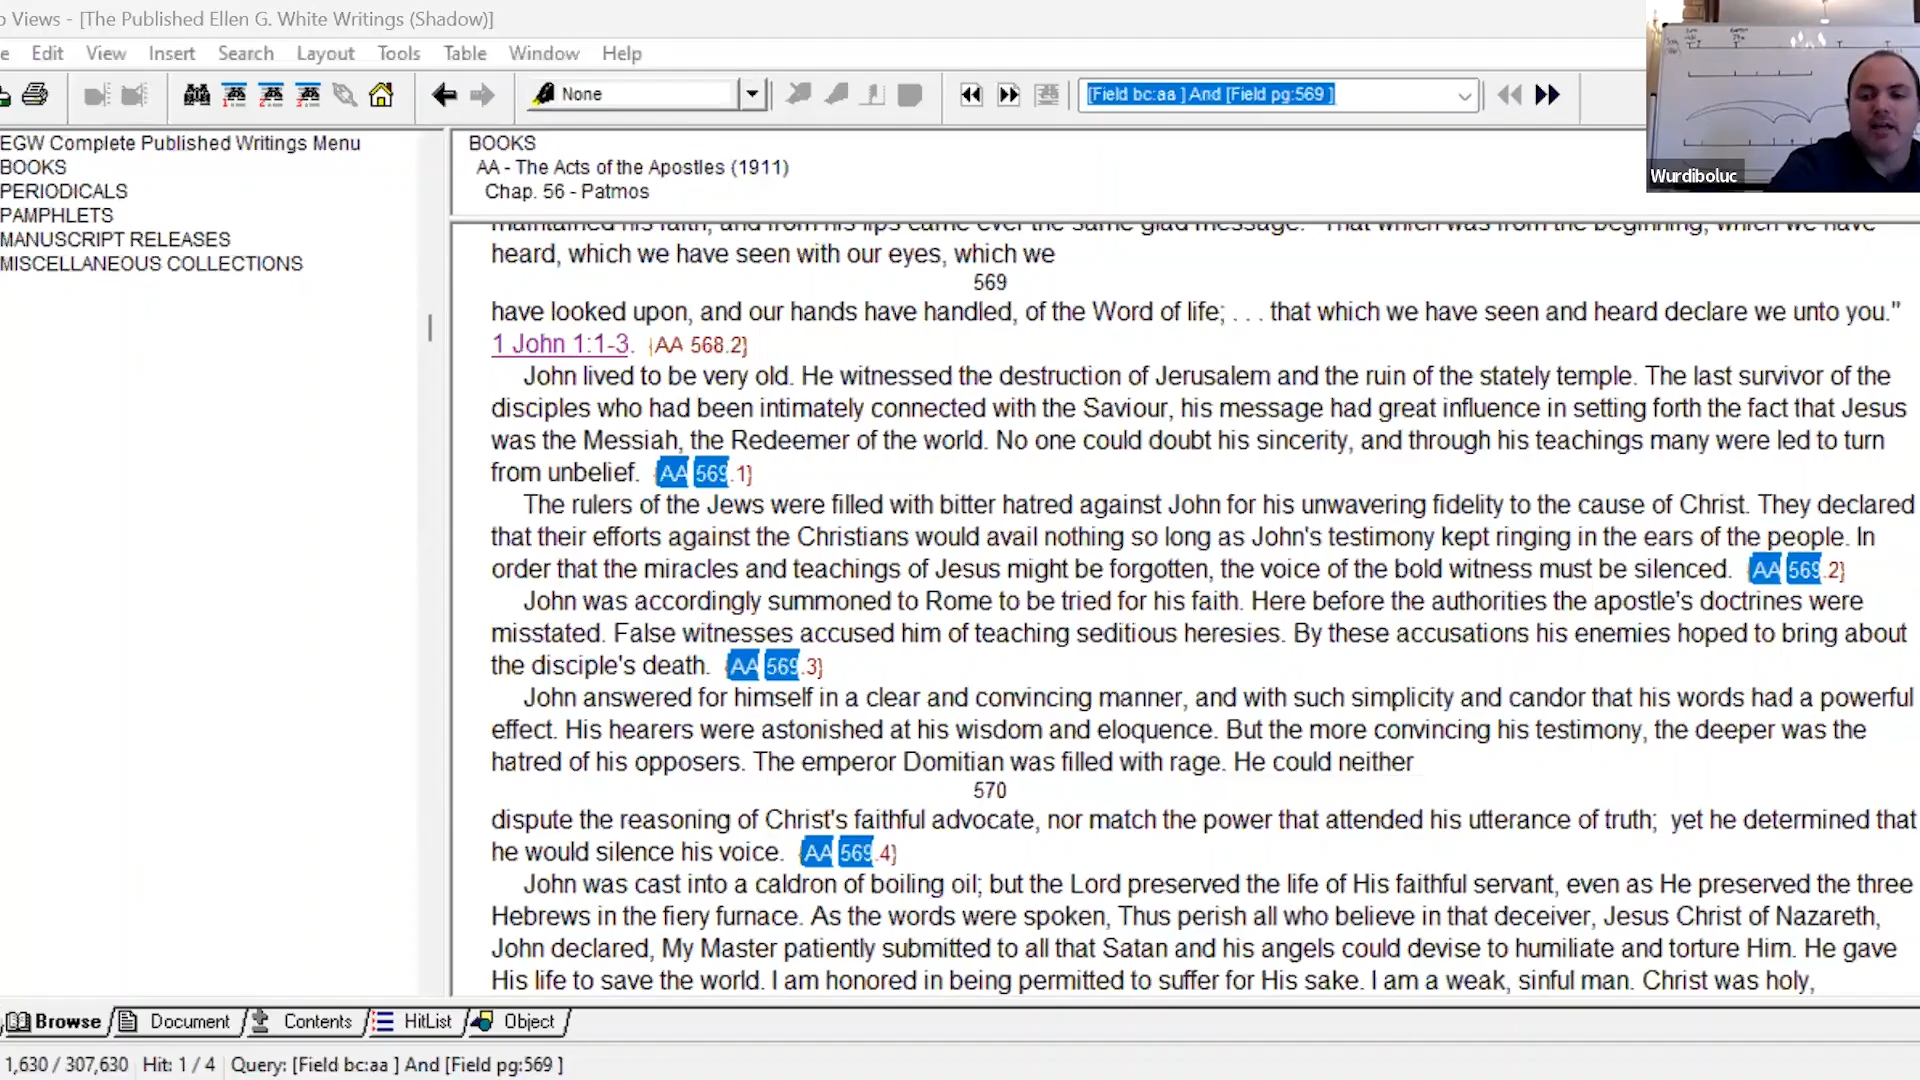 Views - [The Published Ellen G. White Writings (Shadow)]
Edit View Insert Search Layout Tools Table Window Help
None
[Field bc:aa ] And [Field pg:569 ]
Wurdiboluc
EGW Complete Published Writings Menu
BOOKS
PERIODICALS
PAMPHLETS
MANUSCRIPT RELEASES
MISCELLANEOUS COLLECTIONS
BOOKS
AA - The Acts of the Apostles (1911)
Chap. 56 - Patmos
maintained his faith, and from his lips came ever the same glad message: "That which was from the beginning, which we have
heard, which we have seen with our eyes, which we
569
have looked upon, and our hands have handled, of the Word of life; . . . that which we have seen and heard declare we unto you."
1 John 1:1-3. {AA 568.2}
John lived to be very old. He witnessed the destruction of Jerusalem and the ruin of the stately temple. The last survivor of the
disciples who had been intimately connected with the Saviour, his message had great influence in setting forth the fact that Jesus
was the Messiah, the Redeemer of the world. No one could doubt his sincerity, and through his teachings many were led to turn
from unbelief. {AA 569.1}
The rulers of the Jews were filled with bitter hatred against John for his unwavering fidelity to the cause of Christ. They declared
that their efforts against the Christians would avail nothing so long as John's testimony kept ringing in the ears of the people. In
order that the miracles and teachings of Jesus might be forgotten, the voice of the bold witness must be silenced. {AA 569.2}
John was accordingly summoned to Rome to be tried for his faith. Here before the authorities the apostle's doctrines were
misstated. False witnesses accused him of teaching seditious heresies. By these accusations his enemies hoped to bring about
the disciple's death. {AA 569.3}
John answered for himself in a clear and convincing manner, and with such simplicity and candor that his words had a powerful
effect. His hearers were astonished at his wisdom and eloquence. But the more convincing his testimony, the deeper was the
hatred of his opposers. The emperor Domitian was filled with rage. He could neither
570
dispute the reasoning of Christ's faithful advocate, nor match the power that attended his utterance of truth; yet he determined that
he would silence his voice. {AA 569.4}
John was cast into a caldron of boiling oil; but the Lord preserved the life of His faithful servant, even as He preserved the three
Hebrews in the fiery furnace. As the words were spoken, Thus perish all who believe in that deceiver, Jesus Christ of Nazareth,
John declared, My Master patiently submitted to all that Satan and his angels could devise to humiliate and torture Him. He gave
His life to save the world. I am honored in being permitted to suffer for His sake. I am a weak, sinful man. Christ was holy,
Browse Document Contents HitList Object
1,630 / 307,630 Hit: 1 / 4 Query: [Field bc:aa ] And [Field pg:569 ]